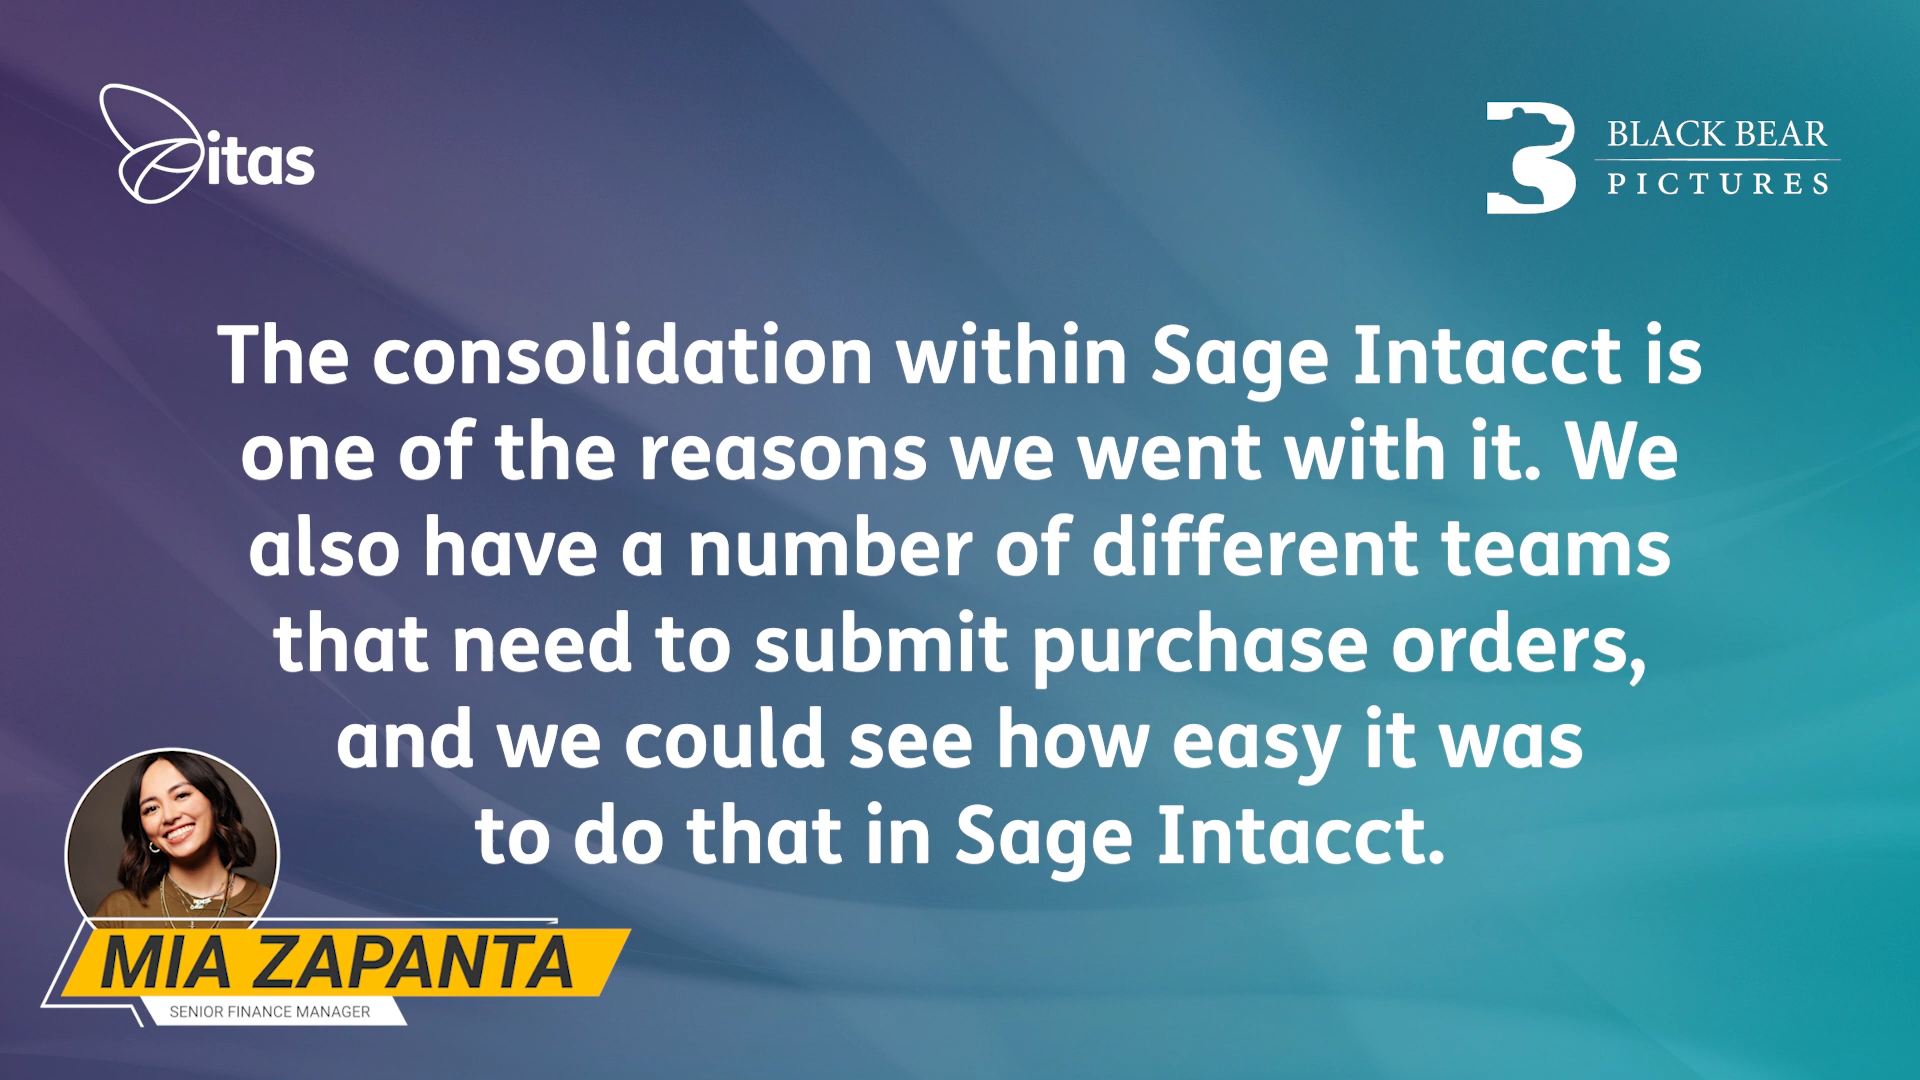 itas
BLACK BEAR
PICTURES
The consolidation within Sage Intacct is
one of the reasons we went with it. We
also have a number of different teams
that need to submit purchase orders,
and we could see how easy it was
to do that in Sage Intacct.
MIA ZAPANTA
SENIOR FINANCE MANAGER